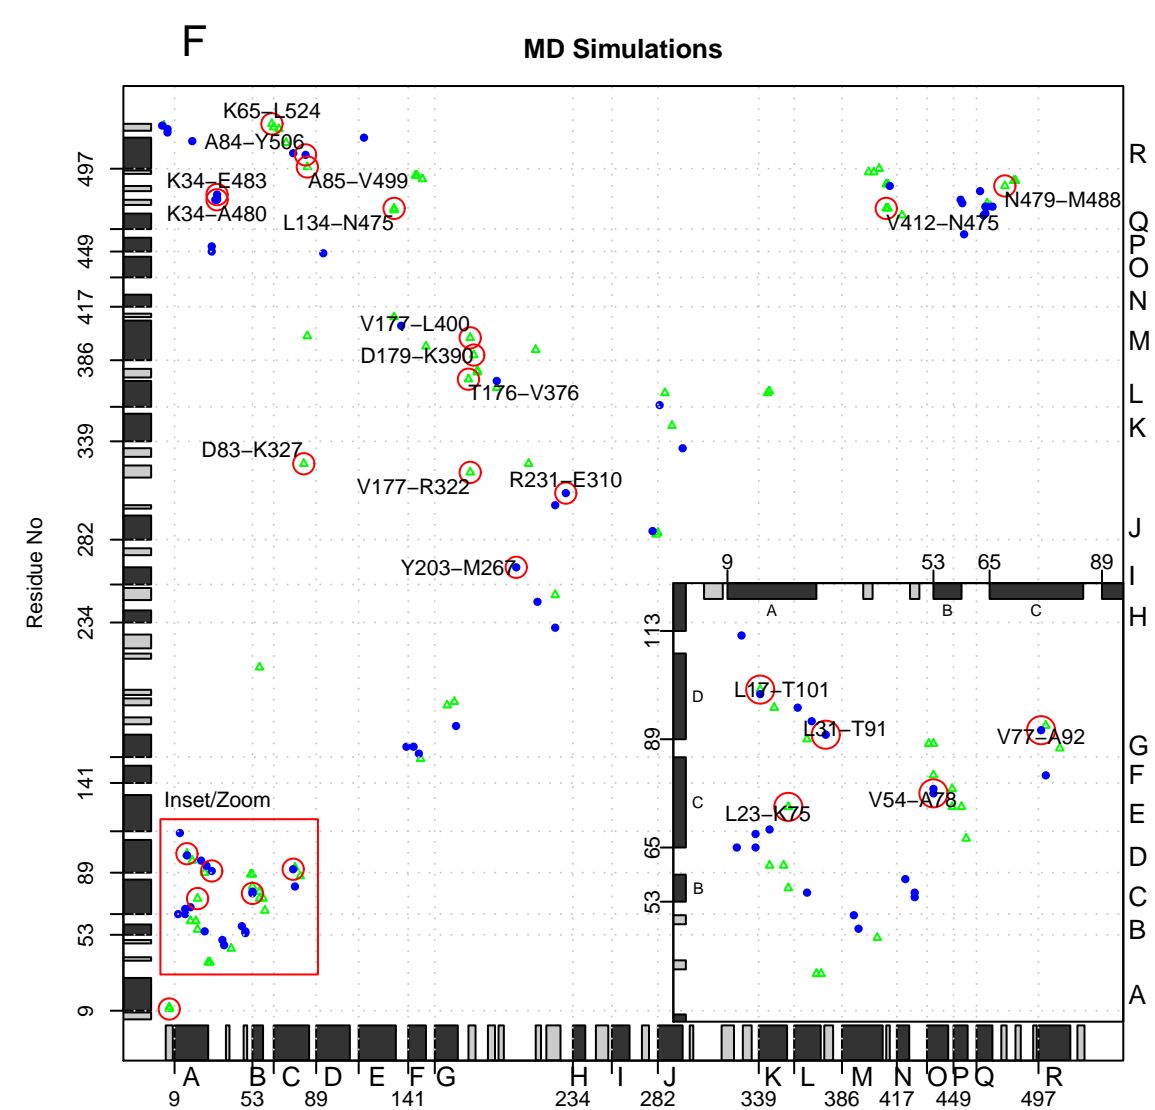 F
MD Simulations
K65–L524
A84–Y506
K34–E483
A85–V499
K34–A480
L134–N475
N479–M488
V412–N475
V177–L400
D179–K390
T176–V376
D83–K327
V177–R322
R231–E310
Y203–M267
Residue No
497
449
417
386
339
282
234
141
89
53
9
R
Q
P
O
N
M
L
K
J
I
H
G
F
E
D
C
B
A
Inset/Zoom
9 53 65 89
A B C
113
89
65
53
D
C
B
L17–T101
L31–T91
V77–A92
V54–A78
L23–K75
A B C D E F G H I J K L M N O P Q R
9 53 89 141 234 282 339 386 417 449 497